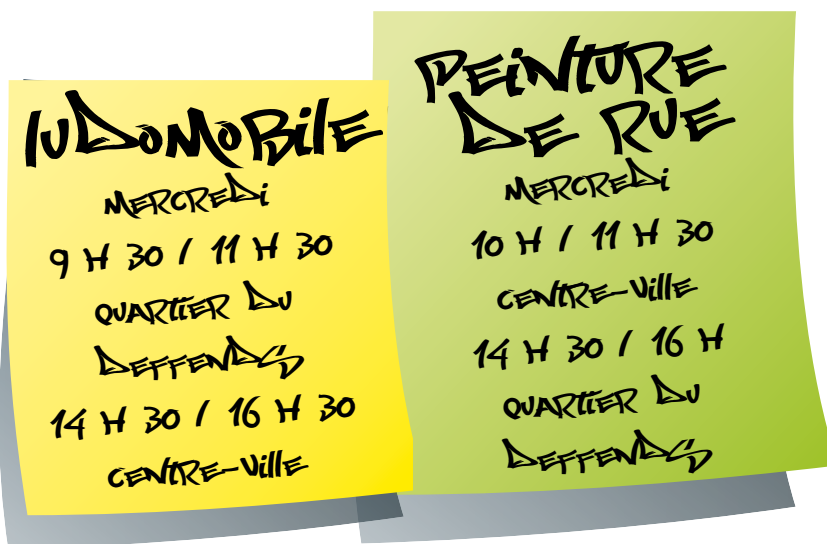 LUDOMOBILE
MERCREDI
9 H 30 / 11 H 30
QUARTIER DU
DEFFENDS
14 H 30 / 16 H 30
CENTRE-VILLE
PEINTURE
DE RUE
MERCREDI
10 H / 11 H 30
CENTRE-VILLE
14 H 30 / 16 H
QUARTIER DU
DEFFENDS